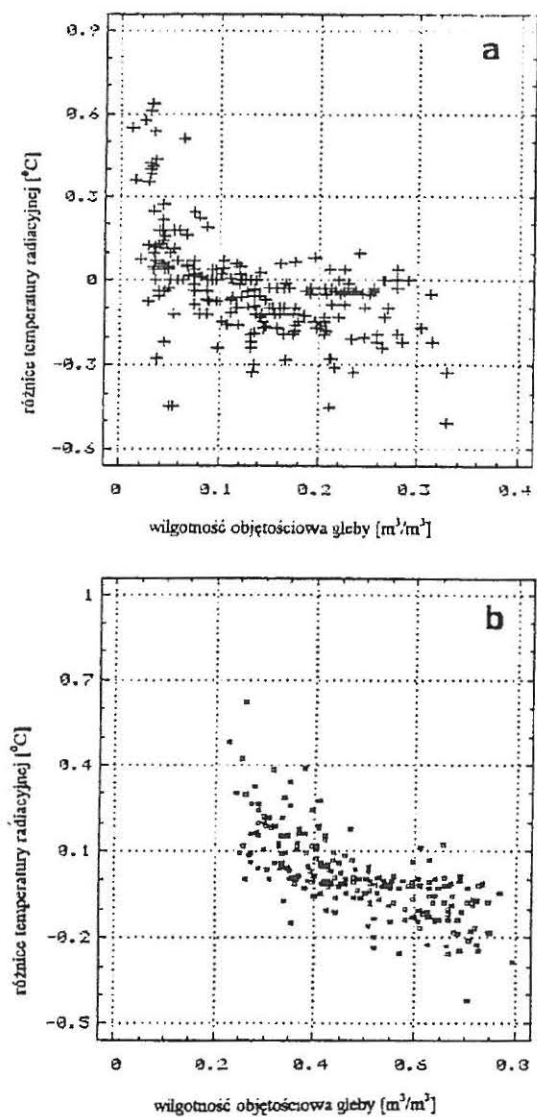 a
0.9
0.6
0.3
0
-0.3
-0.6
różnice temperatury radiacyjnej [°C]
0 0.1 0.2 0.3 0.4
wilgotność objętościowa gleby [m³/m³]
b
1
0.7
0.4
0.1
-0.2
-0.5
różnice temperatury radiacyjnej [°C]
0 0.2 0.4 0.6 0.8
wilgotność objętościowa gleby [m³/m³]